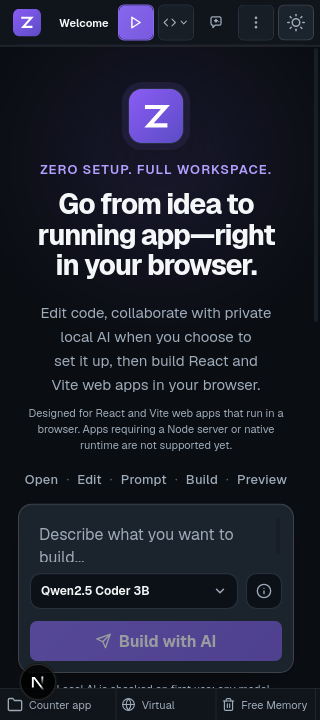 Z Welcome
Z
ZERO SETUP. FULL WORKSPACE.
Go from idea to
running app—right
in your browser.
Edit code, collaborate with private
local AI when you choose to
set it up, then build React and
Vite web apps in your browser.
Designed for React and Vite web apps that run in a
browser. Apps requiring a Node server or native
runtime are not supported yet.
Open · Edit · Prompt · Build · Preview
Describe what you want to
build...
Qwen2.5 Coder 3B
Build with AI
N
Counter app Virtual Free Memory